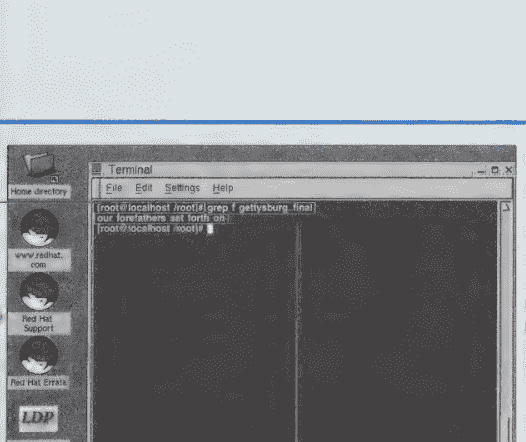 Home directory
www.redhat.
com
Red Hat
Support
Red Hat Errata
LDP
Terminal
File Edit Settings Help
[root@localhost /root]# grep f gettysburg_final
our forefathers set forth on
[root@localhost /root]#